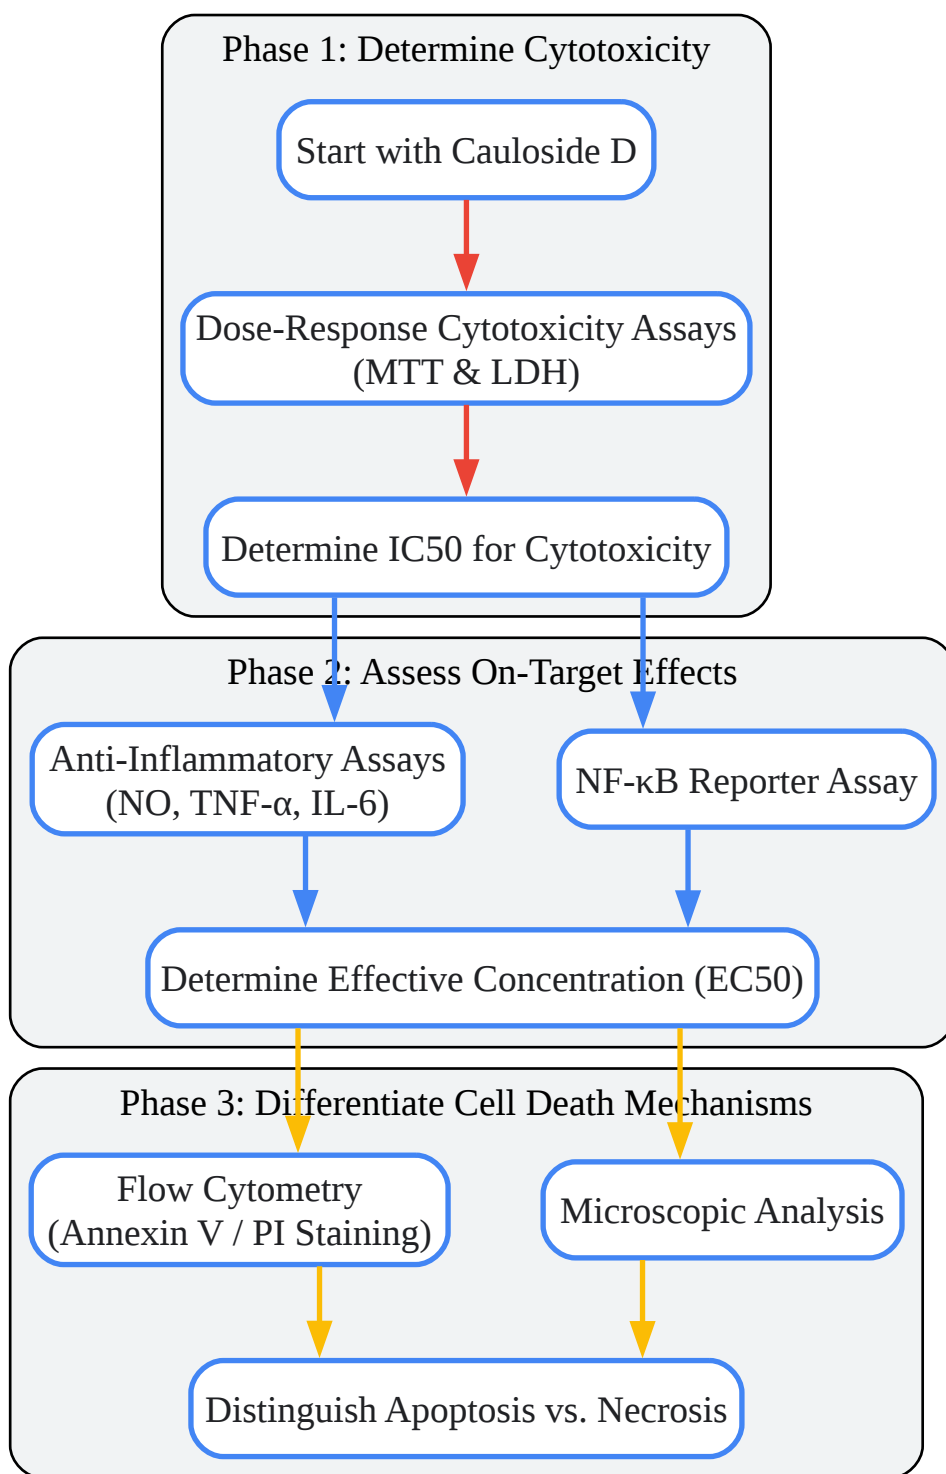 Phase 1: Determine Cytotoxicity
Start with Cauloside D
Dose-Response Cytotoxicity Assays
(MTT & LDH)
Determine IC50 for Cytotoxicity
Phase 2: Assess On-Target Effects
Anti-Inflammatory Assays
(NO, TNF-α, IL-6)
NF-κB Reporter Assay
Determine Effective Concentration (EC50)
Phase 3: Differentiate Cell Death Mechanisms
Flow Cytometry
(Annexin V / PI Staining)
Microscopic Analysis
Distinguish Apoptosis vs. Necrosis